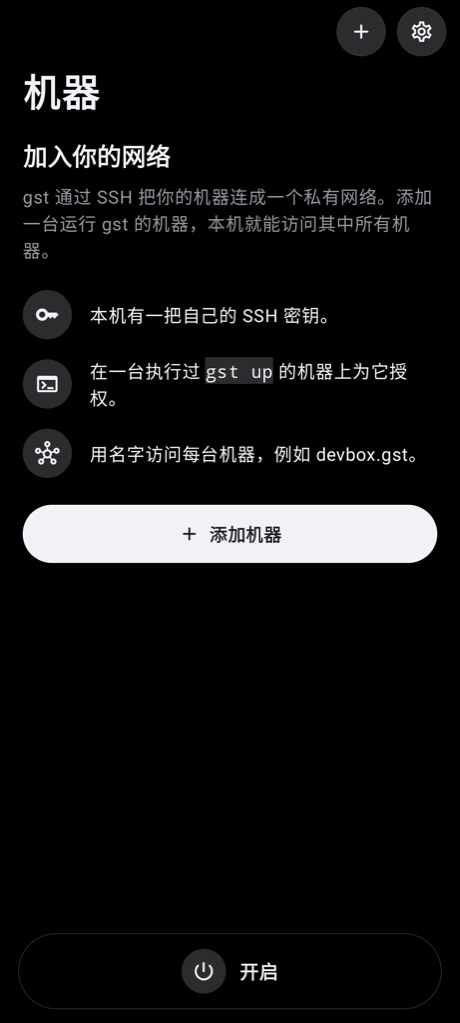 机器
加入你的网络
gst 通过 SSH 把你的机器连成一个私有网络。添加
一台运行 gst 的机器，本机就能访问其中所有机
器。
本机有一把自己的 SSH 密钥。
在一台执行过 gst up 的机器上为它授
权。
用名字访问每台机器，例如 devbox.gst。
+ 添加机器
开启